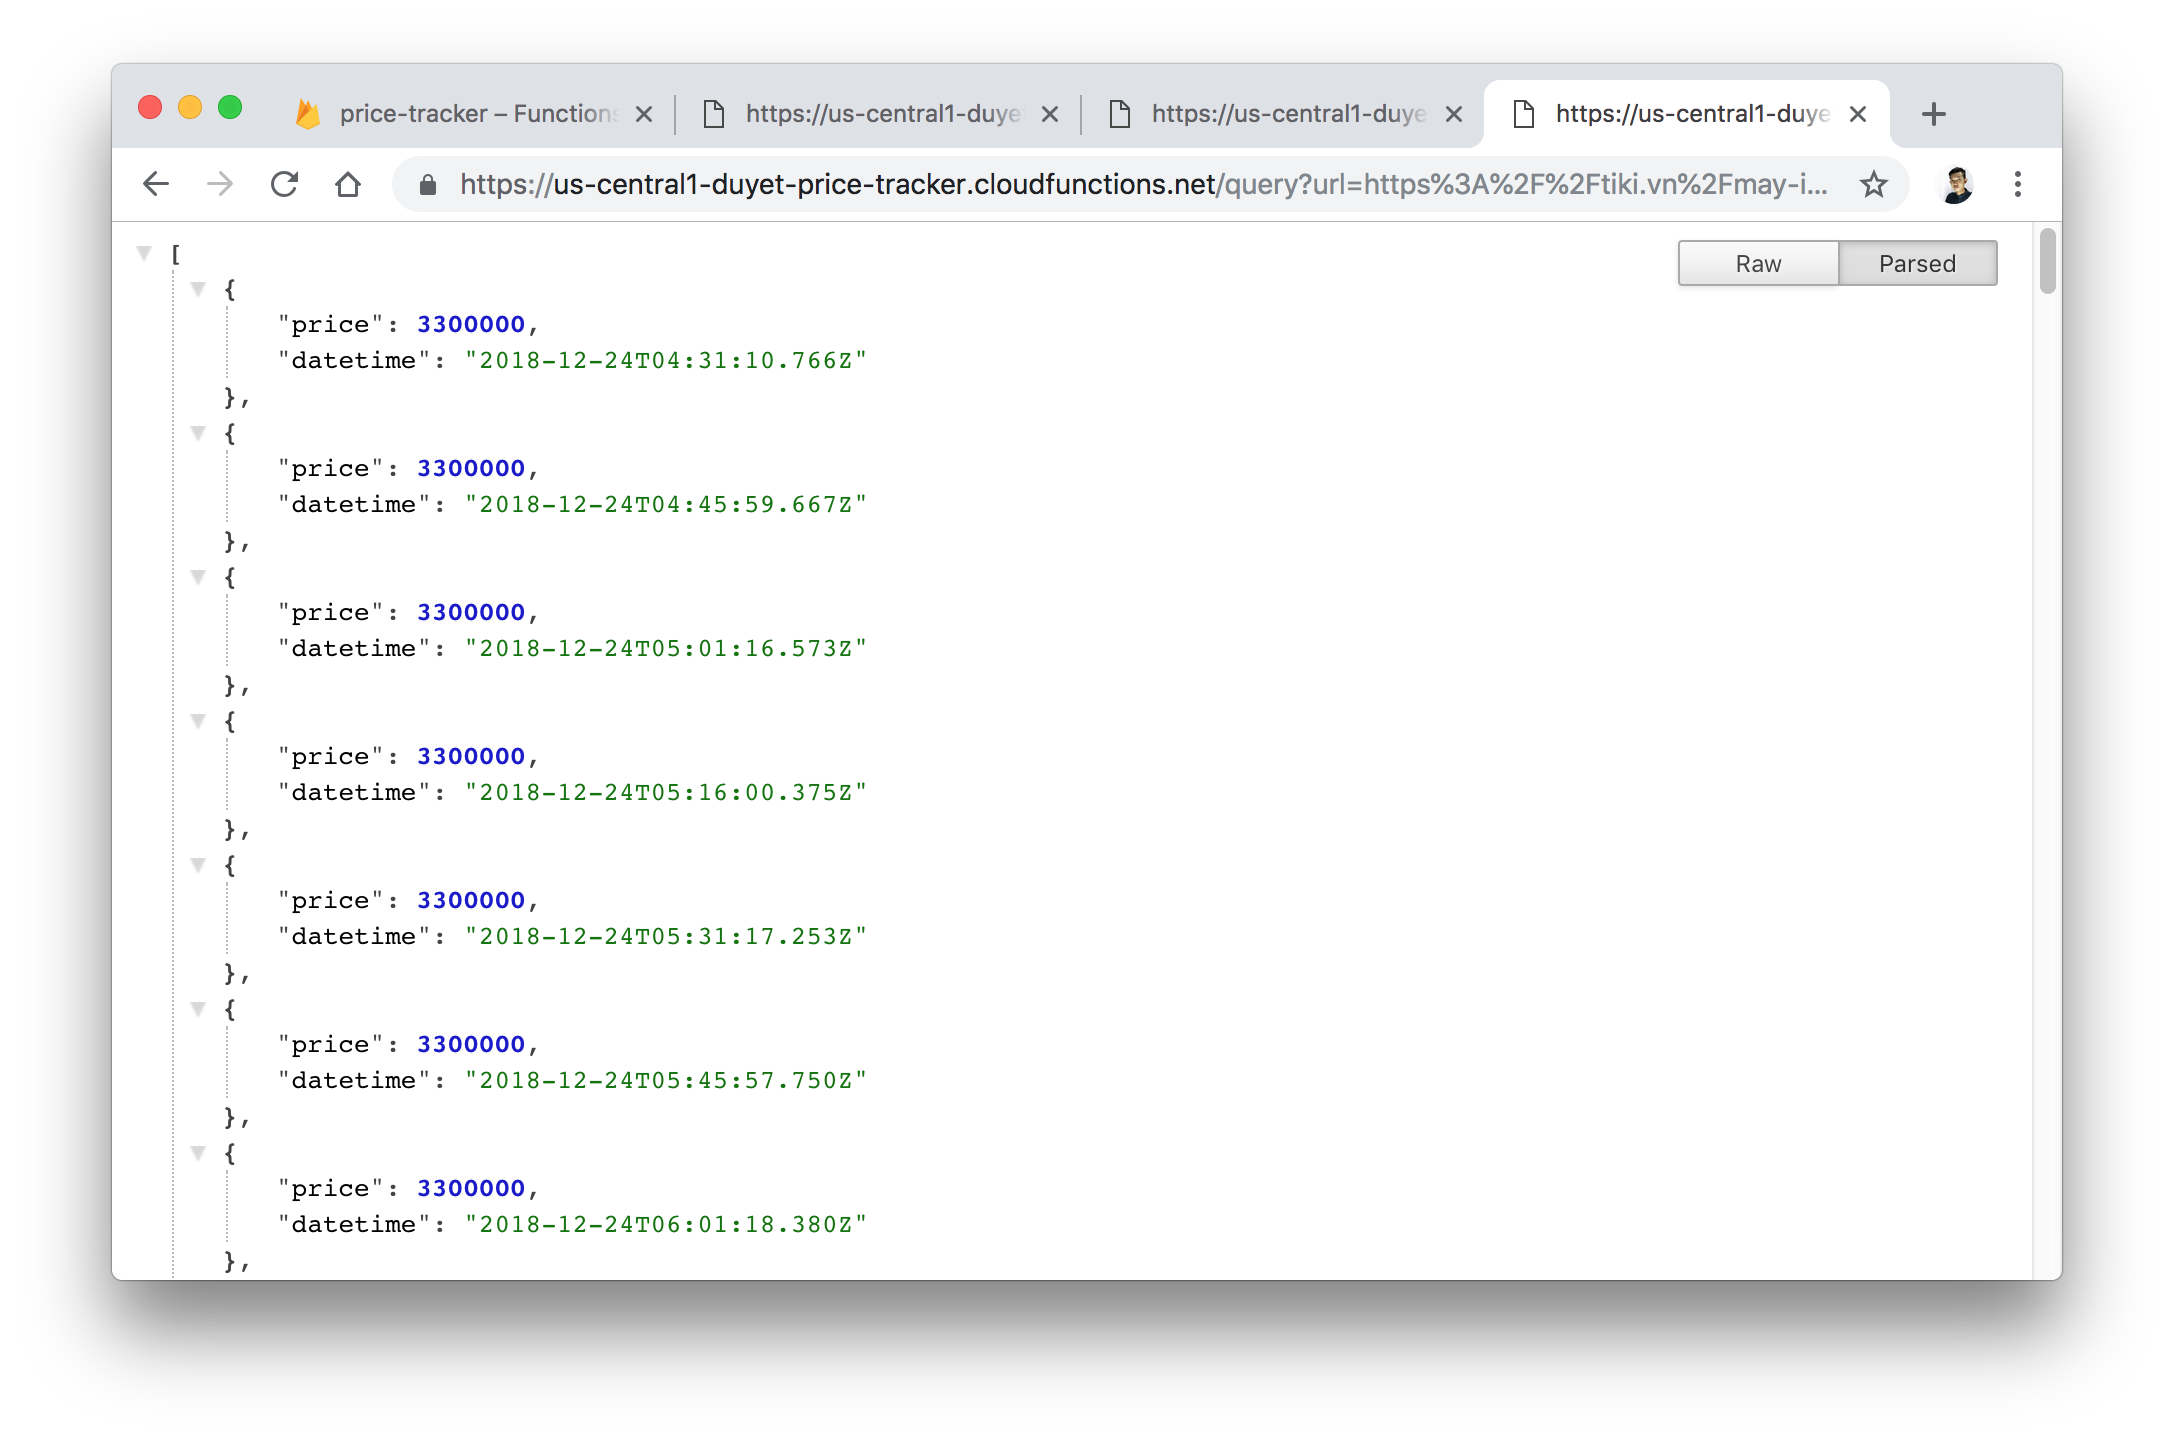 price-tracker – Functions
https://us-central1-duye
https://us-central1-duye
https://us-central1-duye
https://us-central1-duyet-price-tracker.cloudfunctions.net/query?url=https%3A%2F%2Ftiki.vn%2Fmay-i...
Raw
Parsed
[
{
"price": 3300000,
"datetime": "2018-12-24T04:31:10.766Z"
},
{
"price": 3300000,
"datetime": "2018-12-24T04:45:59.667Z"
},
{
"price": 3300000,
"datetime": "2018-12-24T05:01:16.573Z"
},
{
"price": 3300000,
"datetime": "2018-12-24T05:16:00.375Z"
},
{
"price": 3300000,
"datetime": "2018-12-24T05:31:17.253Z"
},
{
"price": 3300000,
"datetime": "2018-12-24T05:45:57.750Z"
},
{
"price": 3300000,
"datetime": "2018-12-24T06:01:18.380Z"
},